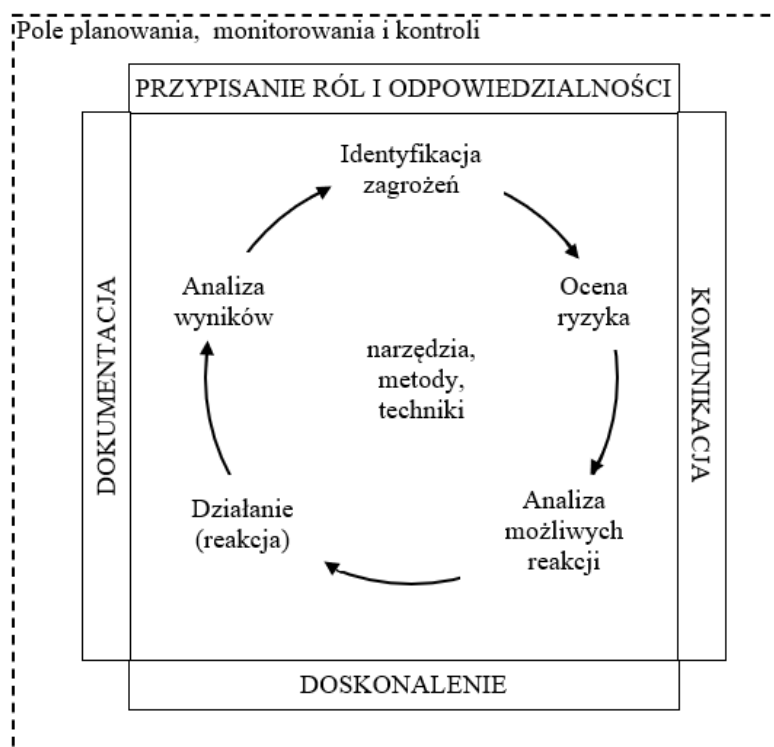 Pole planowania, monitorowania i kontroli
PRZYPISANIE RÓL I ODPOWIEDZIALNOŚCI
Identyfikacja
zagrożeń
Analiza
wyników
Ocena
ryzyka
DOKUMENTACJA
KOMUNIKACJA
narzędzia,
metody,
techniki
Działanie
(reakcja)
Analiza
możliwych
reakcji
DOSKONALENIE